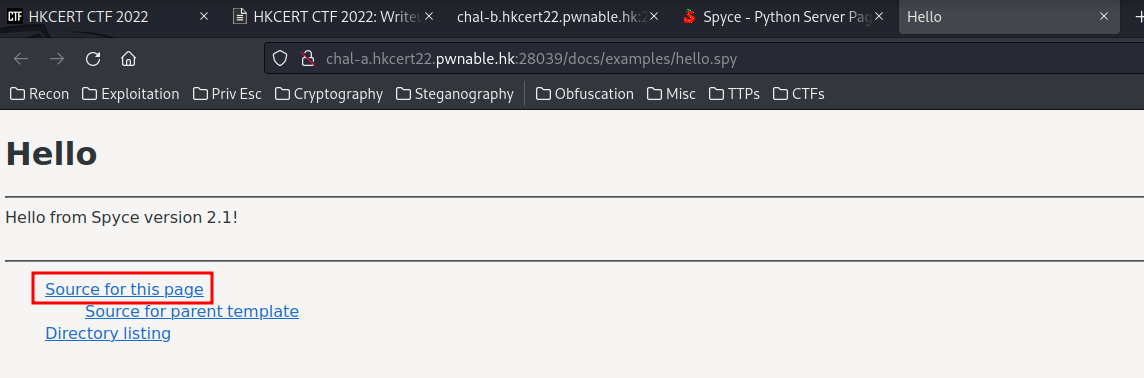 CTF HKCERT CTF 2022
HKCERT CTF 2022: Write
chal-b.hkcert22.pwnable.hk:2
Spyce - Python Server Pag
Hello
chal-a.hkcert22.pwnable.hk:28039/docs/examples/hello.spy
Recon Exploitation Priv Esc Cryptography Steganography Obfuscation Misc TTPs CTFs
Hello
Hello from Spyce version 2.1!
Source for this page
Source for parent template
Directory listing